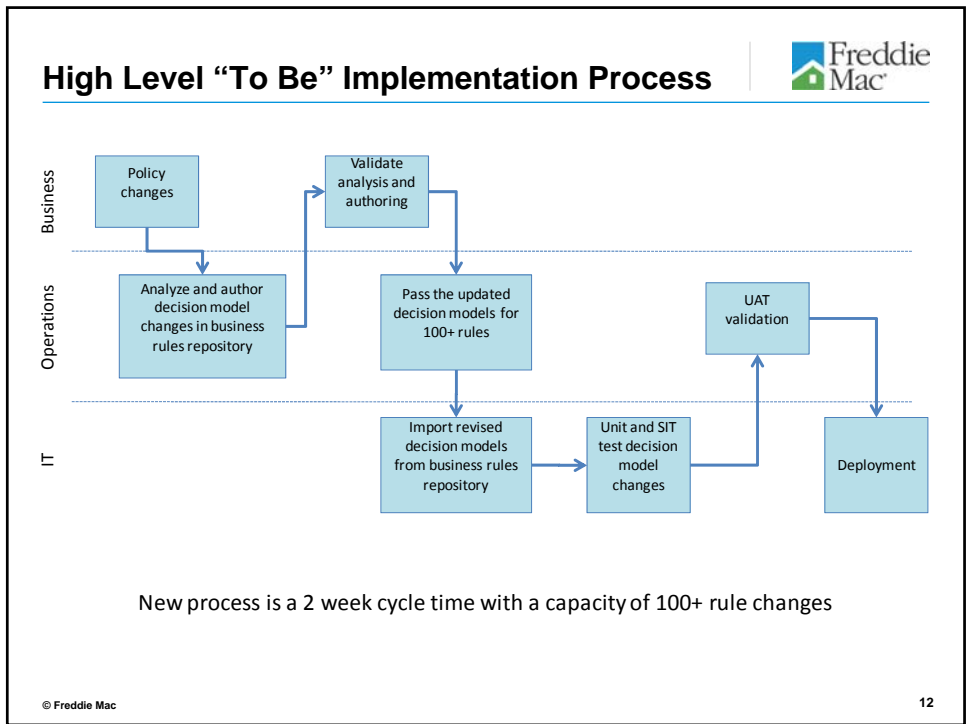 High Level “To Be” Implementation Process
Freddie
Mac
Business
Policy
changes
Validate
analysis and
authoring
Operations
Analyze and author
decision model
changes in business
rules repository
Pass the updated
decision models for
100+ rules
UAT
validation
IT
Import revised
decision models
from business rules
repository
Unit and SIT
test decision
model
changes
Deployment
New process is a 2 week cycle time with a capacity of 100+ rule changes
© Freddie Mac
12